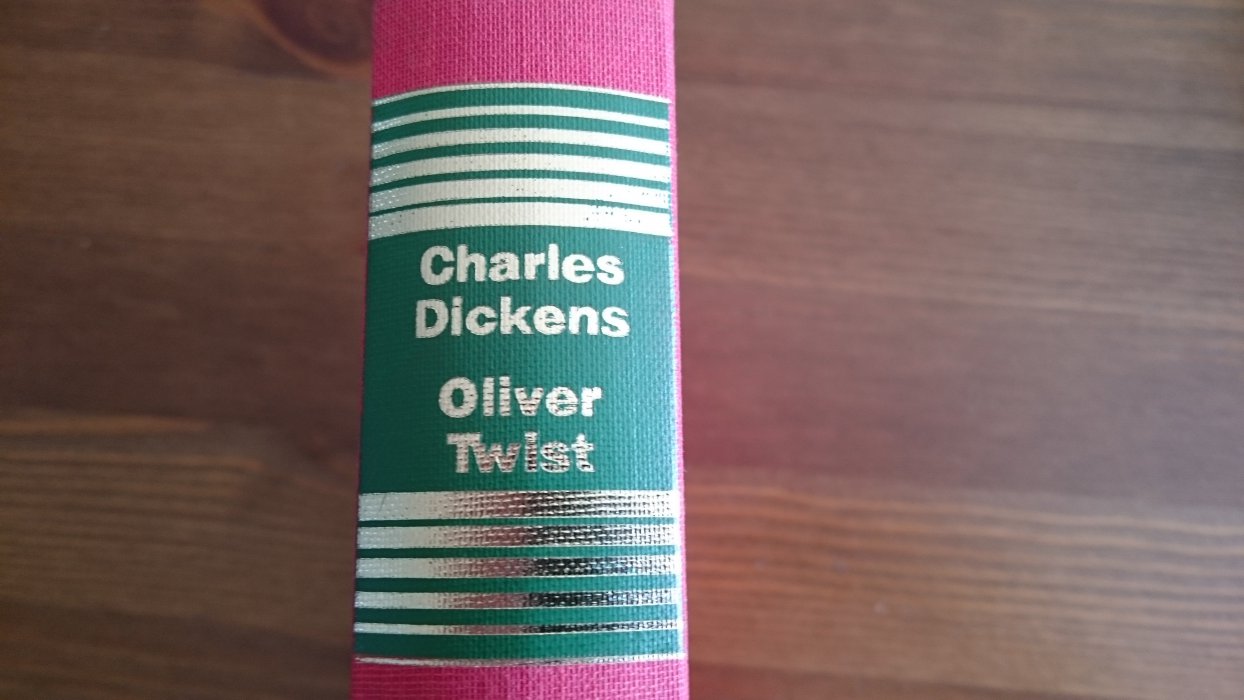 Charles
Dickens
Oliver
Twist